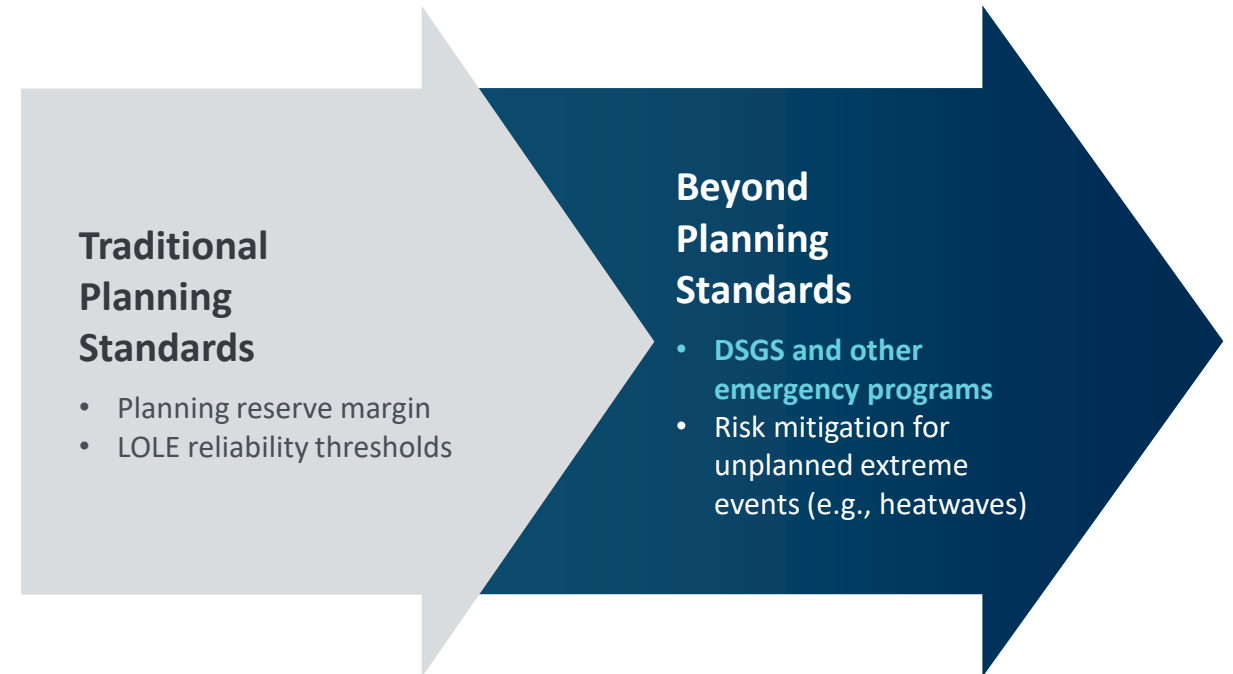 Traditional
Planning
Standards
• Planning reserve margin
• LOLE reliability thresholds
Beyond
Planning
Standards
• DSGS and other
emergency programs
• Risk mitigation for
unplanned extreme
events (e.g., heatwaves)